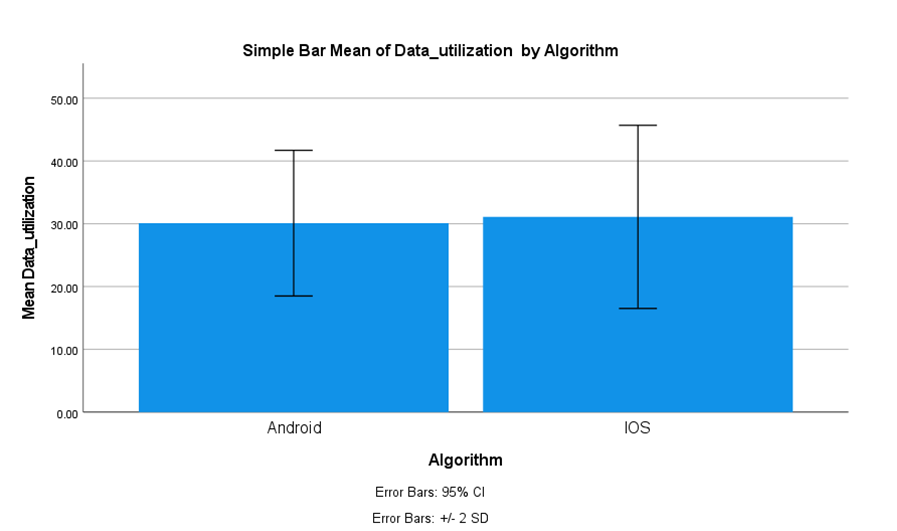 Simple Bar Mean of Data_utilization by Algorithm
50.00
40.00
30.00
20.00
10.00
0.00
Mean Data_utilization
Android IOS
Algorithm
Error Bars: 95% CI
Error Bars: +/- 2 SD